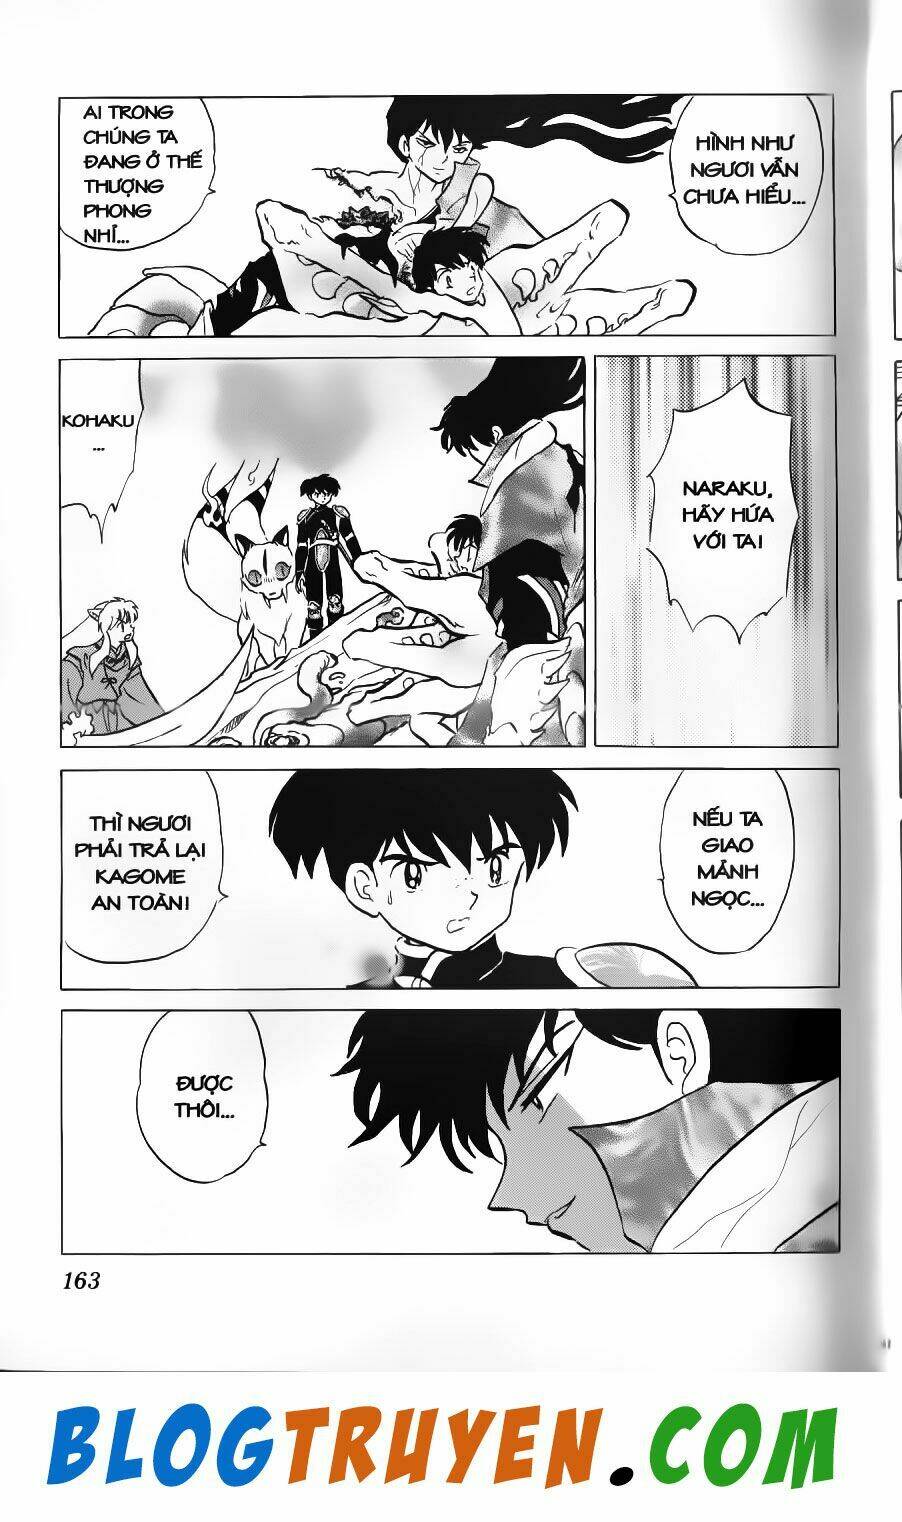 HÌNH NHƯ
NGƯƠI VẪN
CHƯA HIỂU...
AI TRONG
CHÚNG TA
ĐANG Ở THẾ
THƯỢNG
PHONG
NHỈ...
NARAKU,
HÃY HỨA
VỚI TA!
KOHAKU
...
NẾU TA
GIAO
MẢNH
NGỌC...
THÌ NGƯƠI
PHẢI TRẢ LẠI
KAGOME
AN TOÀN!
ĐƯỢC
THÔI...
163
BLOGTRUYEN.COM